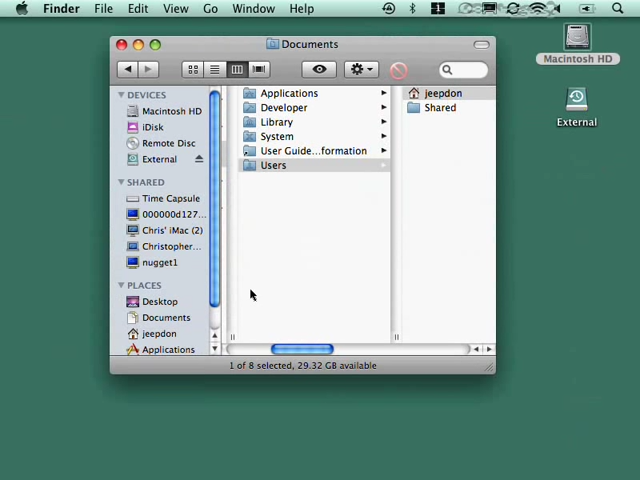 Finder File Edit View Go Window Help
Documents
Macintosh HD
External
DEVICES
Macintosh HD
iDisk
Remote Disc
External
SHARED
Time Capsule
000000d127...
Chris' iMac (2)
Christopher...
nugget1
PLACES
Desktop
Documents
jeepdon
Applications
Applications
Developer
Library
System
User Guide...formation
Users
jeepdon
Shared
1 of 8 selected, 29.32 GB available